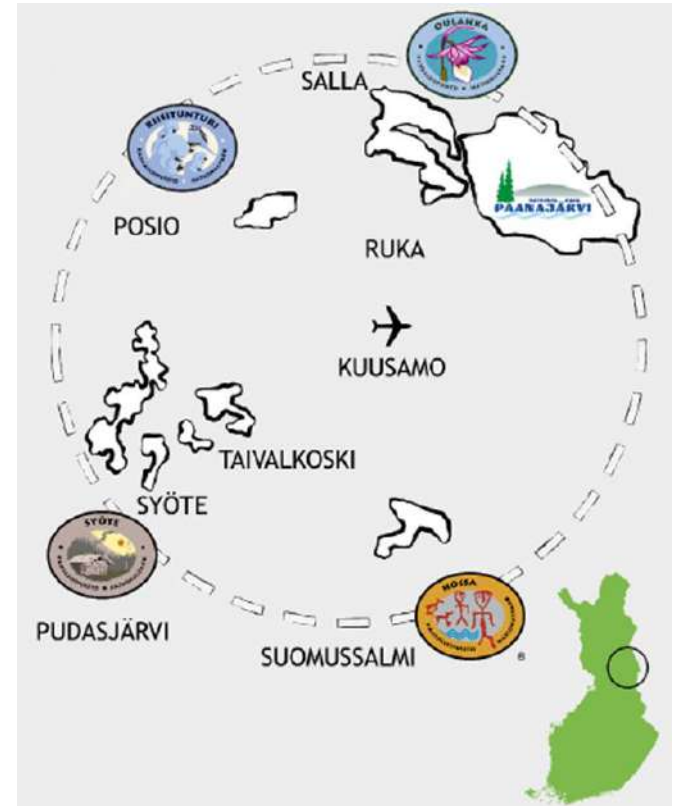 OULANKA
SALLA
RIISITUNTURI
PAANAJÄRVI
POSIO
RUKA
KUUSAMO
TAIVALKOSKI
SYÖTE
SYÖTE
HOSSA
PUDASJÄRVI
SUOMUSSALMI
®